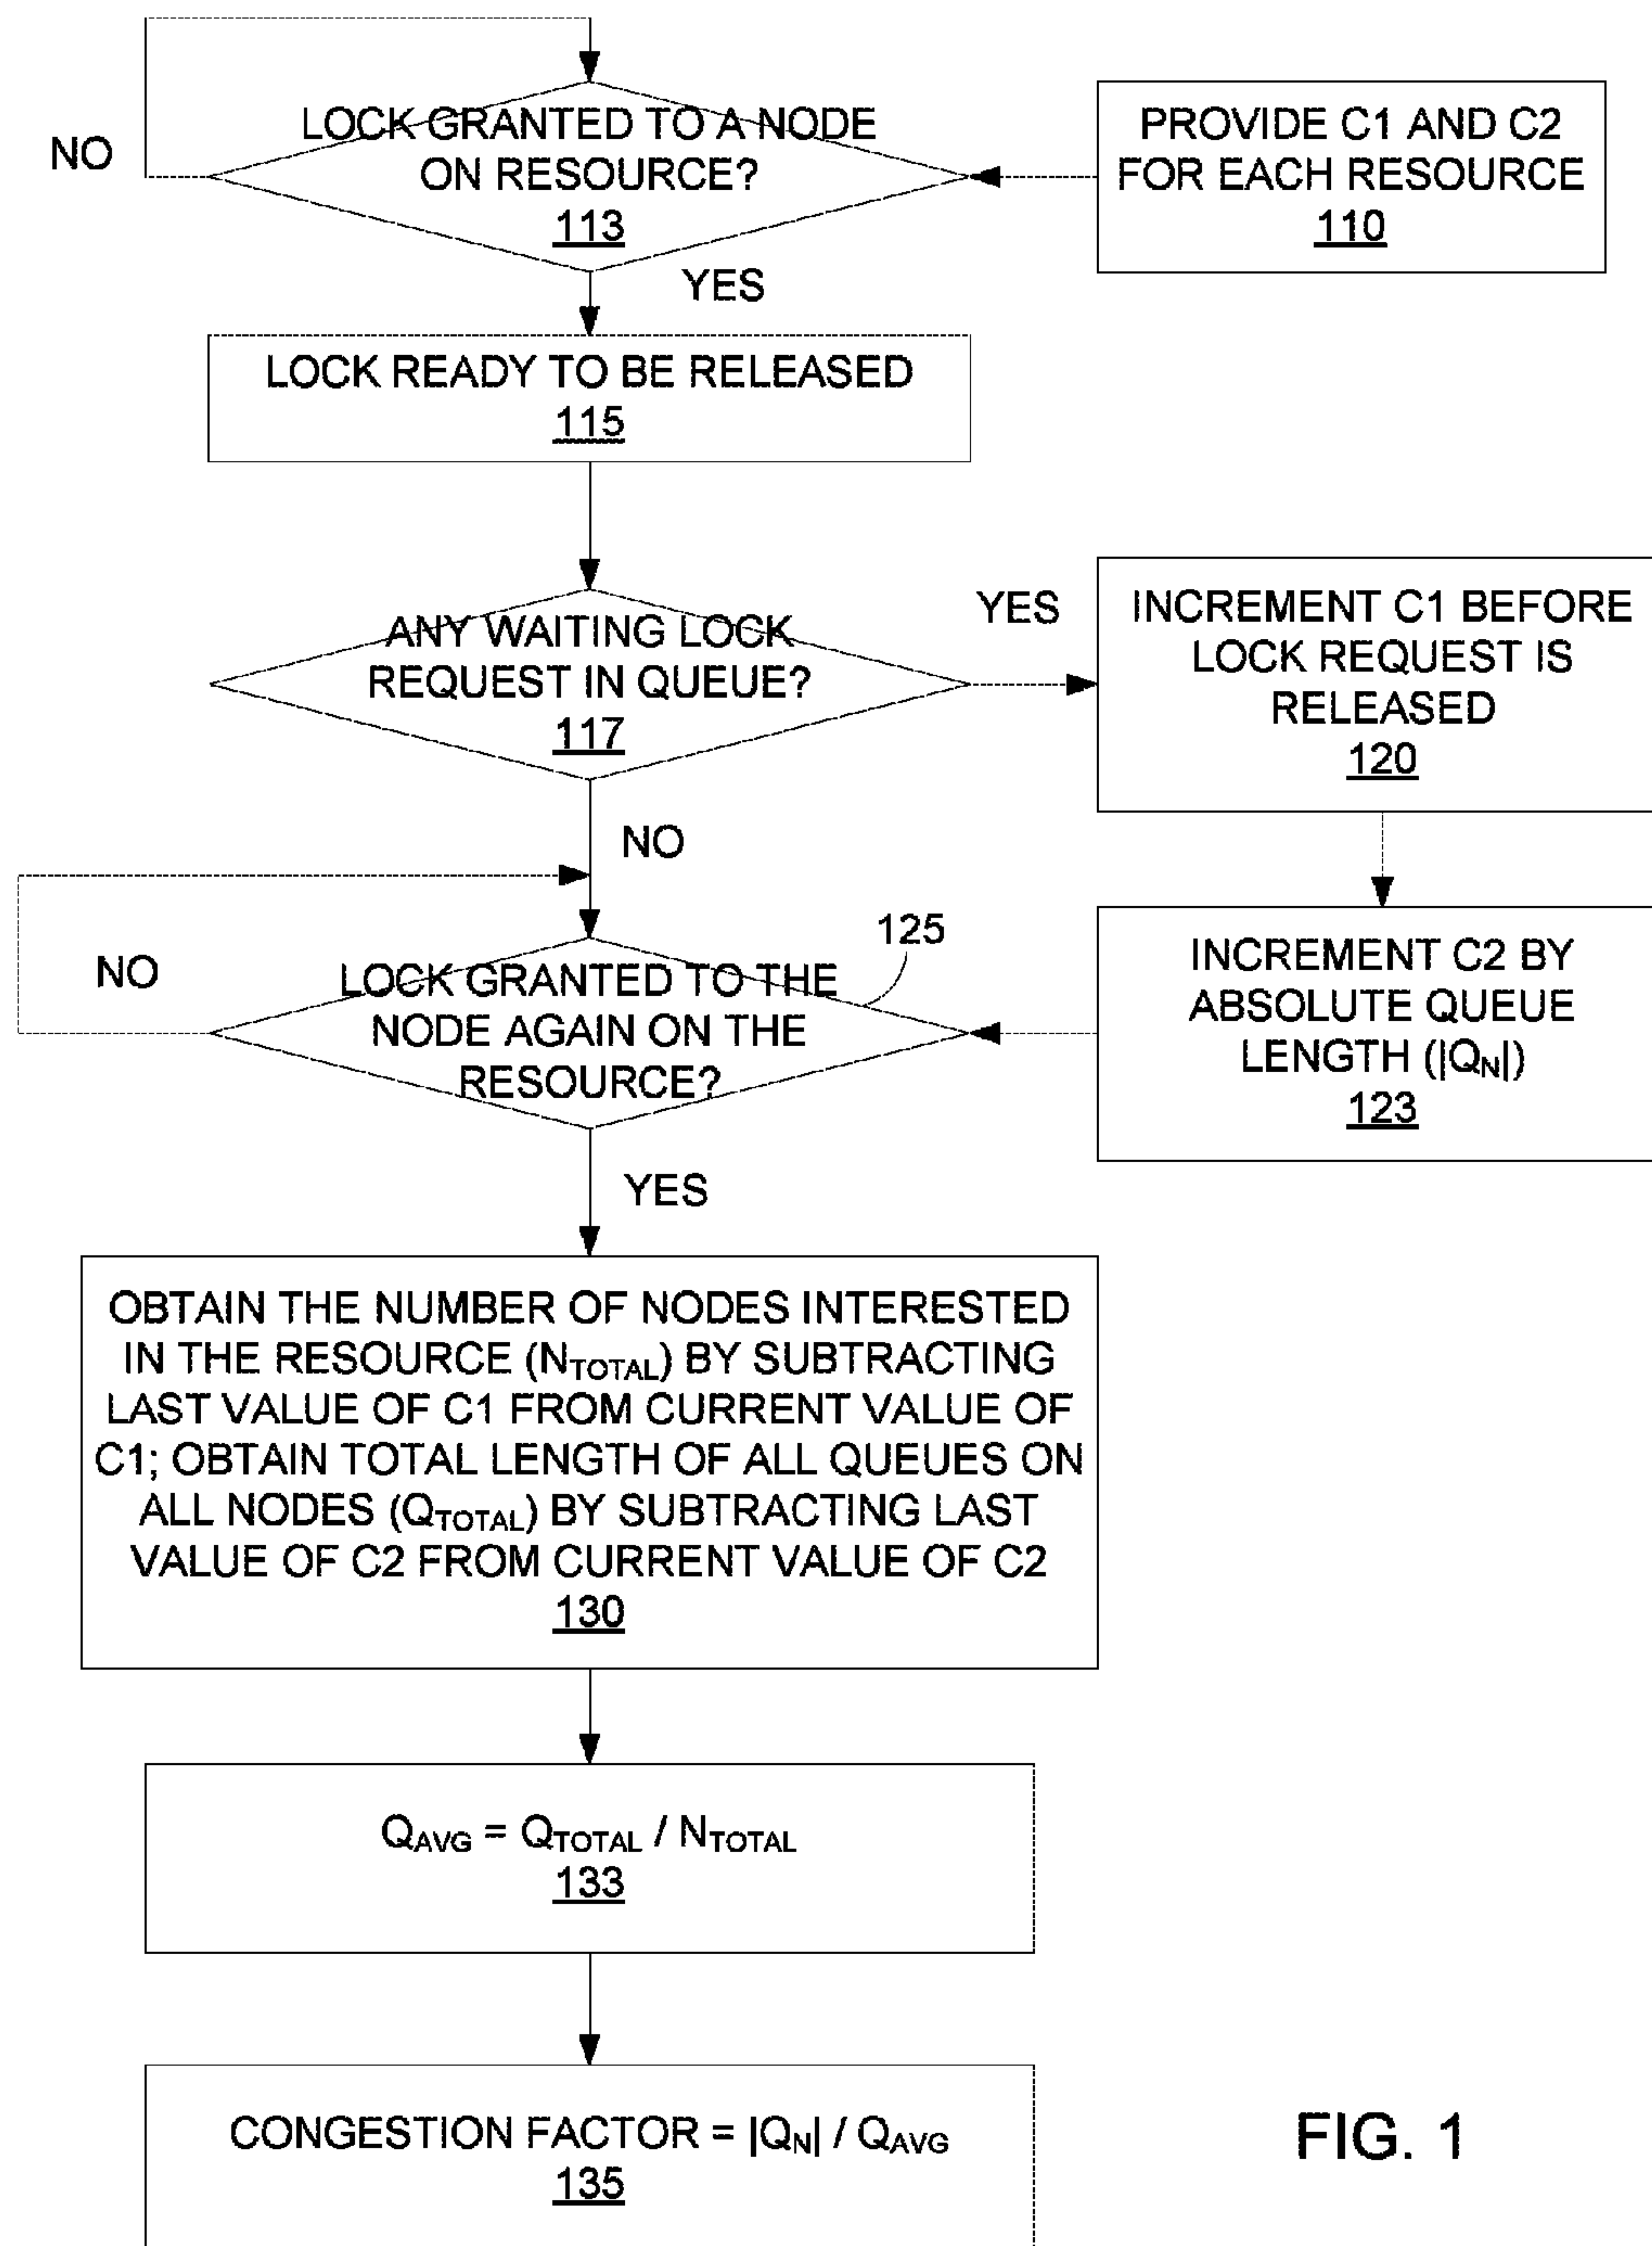 LOCK GRANTED TO A NODE
ON RESOURCE?
113
NO
YES
PROVIDE C1 AND C2
FOR EACH RESOURCE
110
LOCK READY TO BE RELEASED
115
ANY WAITING LOCK
REQUEST IN QUEUE?
117
YES
NO
INCREMENT C1 BEFORE
LOCK REQUEST IS
RELEASED
120
INCREMENT C2 BY
ABSOLUTE QUEUE
LENGTH (|QN|)
123
125
NO
LOCK GRANTED TO THE
NODE AGAIN ON THE
RESOURCE?
YES
OBTAIN THE NUMBER OF NODES INTERESTED
IN THE RESOURCE (NTOTAL) BY SUBTRACTING
LAST VALUE OF C1 FROM CURRENT VALUE OF
C1; OBTAIN TOTAL LENGTH OF ALL QUEUES ON
ALL NODES (QTOTAL) BY SUBTRACTING LAST
VALUE OF C2 FROM CURRENT VALUE OF C2
130
QAVG = QTOTAL / NTOTAL
133
CONGESTION FACTOR = |QN| / QAVG
135
FIG. 1